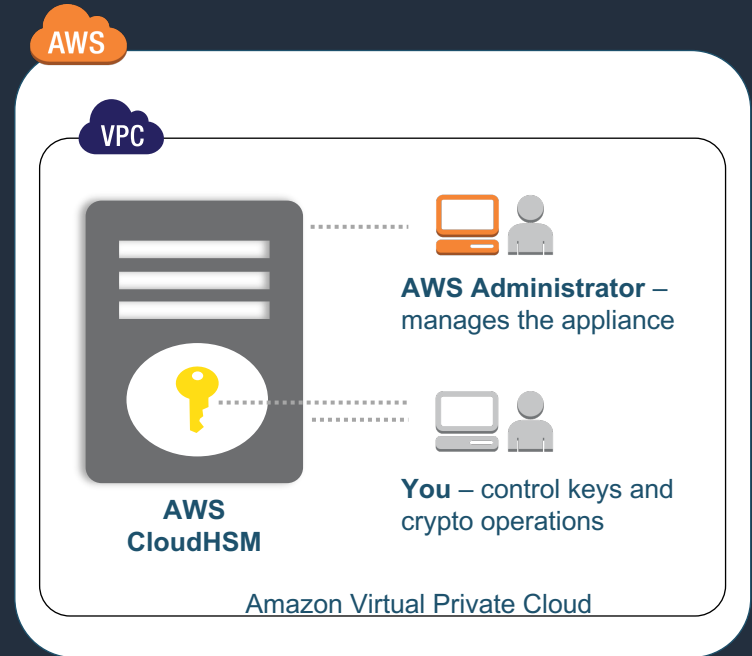 AWS
VPC
AWS Administrator –
manages the appliance
You – control keys and
crypto operations
AWS
CloudHSM
Amazon Virtual Private Cloud